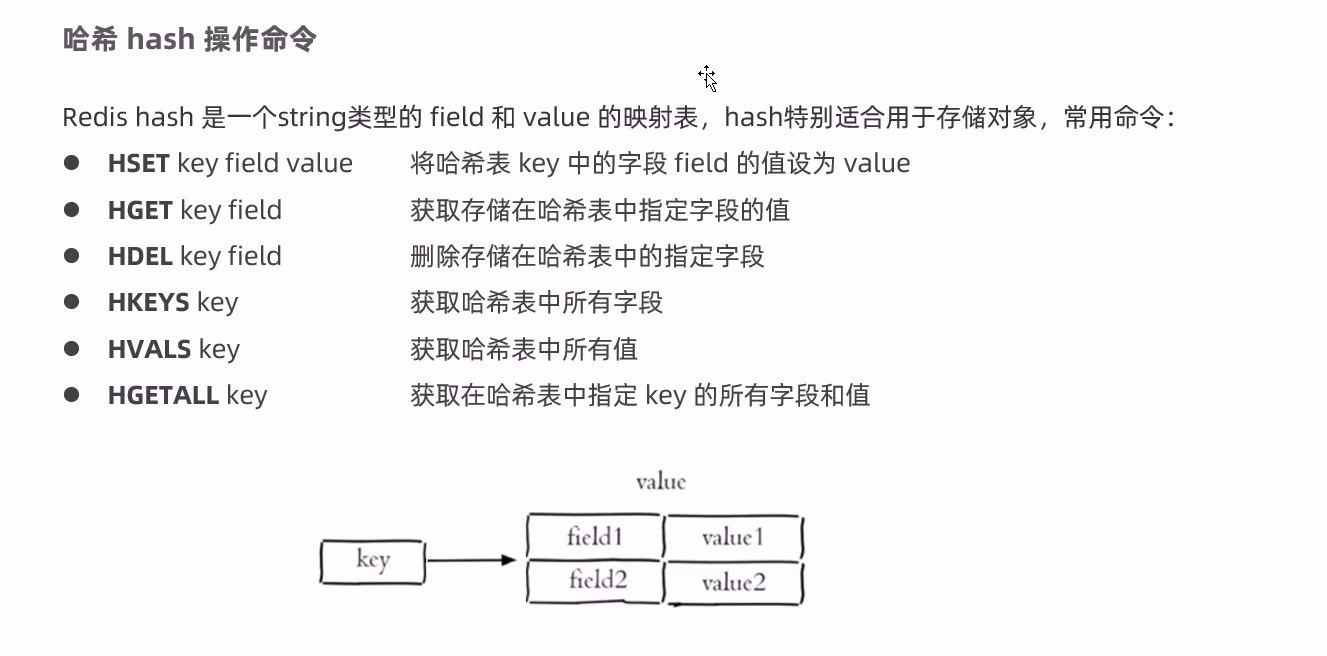 哈希 hash 操作命令
Redis hash 是一个string类型的 field 和 value 的映射表，hash特别适合用于存储对象，常用命令：
● HSET key field value 将哈希表 key 中的字段 field 的值设为 value
● HGET key field 获取存储在哈希表中指定字段的值
● HDEL key field 删除存储在哈希表中的指定字段
● HKEYS key 获取哈希表中所有字段
● HVALS key 获取哈希表中所有值
● HGETALL key 获取在哈希表中指定 key 的所有字段和值
value
key
field1 value1
field2 value2